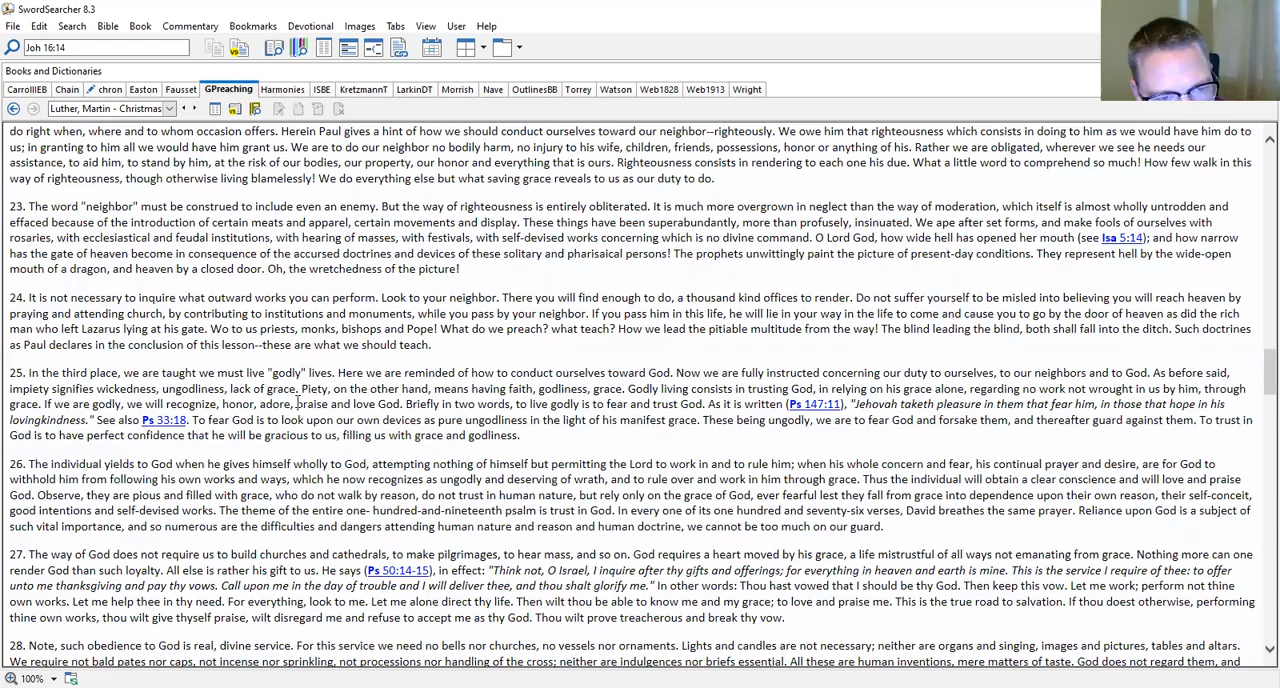 SwordSearcher 8.3
File Edit Search Bible Book Commentary Bookmarks Devotional Images Tabs View User Help
Joh 16:14
Books and Dictionaries
CarrollIEB Chain chron Easton Fausset GPreaching Harmonies ISBE KretzmannT LarkinDT Morrish Nave OutlinesBB Torrey Watson Web1828 Web1913 Wright
Luther, Martin - Christmas
do right when, where and to whom occasion offers. Herein Paul gives a hint of how we should conduct ourselves toward our neighbor--righteously. We owe him that righteousness which consists in doing to him as we would have him do to
us; in granting to him all we would have him grant us. We are to do our neighbor no bodily harm, no injury to his wife, children, friends, possessions, honor or anything of his. Rather we are obligated, wherever we see he needs our
assistance, to aid him, to stand by him, at the risk of our bodies, our property, our honor and everything that is ours. Righteousness consists in rendering to each one his due. What a little word to comprehend so much! How few walk in this
way of righteousness, though otherwise living blamelessly! We do everything else but what saving grace reveals to us as our duty to do.
23. The word "neighbor" must be construed to include even an enemy. But the way of righteousness is entirely obliterated. It is much more overgrown in neglect than the way of moderation, which itself is almost wholly untrodden and
effaced because of the introduction of certain meats and apparel, certain movements and display. These things have been superabundantly, more than profusely, insinuated. We ape after set forms, and make fools of ourselves with
rosaries, with ecclesiastical and feudal institutions, with hearing of masses, with festivals, with self-devised works concerning which is no divine command. O Lord God, how wide hell has opened her mouth (see Isa 5:14); and how narrow
has the gate of heaven become in consequence of the accursed doctrines and devices of these solitary and pharisaical persons! The prophets unwittingly paint the picture of present-day conditions. They represent hell by the wide-open
mouth of a dragon, and heaven by a closed door. Oh, the wretchedness of the picture!
24. It is not necessary to inquire what outward works you can perform. Look to your neighbor. There you will find enough to do, a thousand kind offices to render. Do not suffer yourself to be misled into believing you will reach heaven by
praying and attending church, by contributing to institutions and monuments, while you pass by your neighbor. If you pass him in this life, he will lie in your way in the life to come and cause you to go by the door of heaven as did the rich
man who left Lazarus lying at his gate. Wo to us priests, monks, bishops and Pope! What do we preach? what teach? How we lead the pitiable multitude from the way! The blind leading the blind, both shall fall into the ditch. Such doctrines
as Paul declares in the conclusion of this lesson--these are what we should teach.
25. In the third place, we are taught we must live "godly" lives. Here we are reminded of how to conduct ourselves toward God. Now we are fully instructed concerning our duty to ourselves, to our neighbors and to God. As before said,
impiety signifies wickedness, ungodliness, lack of grace. Piety, on the other hand, means having faith, godliness, grace. Godly living consists in trusting God, in relying on his grace alone, regarding no work not wrought in us by him, through
grace. If we are godly, we will recognize, honor, adore, praise and love God. Briefly in two words, to live godly is to fear and trust God. As it is written (Ps 147:11), "Jehovah taketh pleasure in them that fear him, in those that hope in his
lovingkindness." See also Ps 33:18. To fear God is to look upon our own devices as pure ungodliness in the light of his manifest grace. These being ungodly, we are to fear God and forsake them, and thereafter guard against them. To trust in
God is to have perfect confidence that he will be gracious to us, filling us with grace and godliness.
26. The individual yields to God when he gives himself wholly to God, attempting nothing of himself but permitting the Lord to work in and to rule him; when his whole concern and fear, his continual prayer and desire, are for God to
withhold him from following his own works and ways, which he now recognizes as ungodly and deserving of wrath, and to rule over and work in him through grace. Thus the individual will obtain a clear conscience and will love and praise
God. Observe, they are pious and filled with grace, who do not walk by reason, do not trust in human nature, but rely only on the grace of God, ever fearful lest they fall from grace into dependence upon their own reason, their self-conceit,
good intentions and self-devised works. The theme of the entire one- hundred-and-nineteenth psalm is trust in God. In every one of its one hundred and seventy-six verses, David breathes the same prayer. Reliance upon God is a subject of
such vital importance, and so numerous are the difficulties and dangers attending human nature and reason and human doctrine, we cannot be too much on our guard.
27. The way of God does not require us to build churches and cathedrals, to make pilgrimages, to hear mass, and so on. God requires a heart moved by his grace, a life mistrustful of all ways not emanating from grace. Nothing more can one
render God than such loyalty. All else is rather his gift to us. He says (Ps 50:14-15), in effect: "Think not, O Israel, I inquire after thy gifts and offerings; for everything in heaven and earth is mine. This is the service I require of thee: to offer
unto me thanksgiving and pay thy vows. Call upon me in the day of trouble and I will deliver thee, and thou shalt glorify me." In other words: Thou hast vowed that I should be thy God. Then keep this vow. Let me work; perform not thine
own works. Let me help thee in thy need. For everything, look to me. Let me alone direct thy life. Then wilt thou be able to know me and my grace; to love and praise me. This is the true road to salvation. If thou doest otherwise, performing
thine own works, thou wilt give thyself praise, wilt disregard me and refuse to accept me as thy God. Thou wilt prove treacherous and break thy vow.
28. Note, such obedience to God is real, divine service. For this service we need no bells nor churches, no vessels nor ornaments. Lights and candles are not necessary; neither are organs and singing, images and pictures, tables and altars.
We require not bald pates nor caps, not incense nor sprinkling, not processions nor handling of the cross; neither are indulgences nor briefs essential. All these are human inventions, mere matters of taste. God does not regard them, and
100%